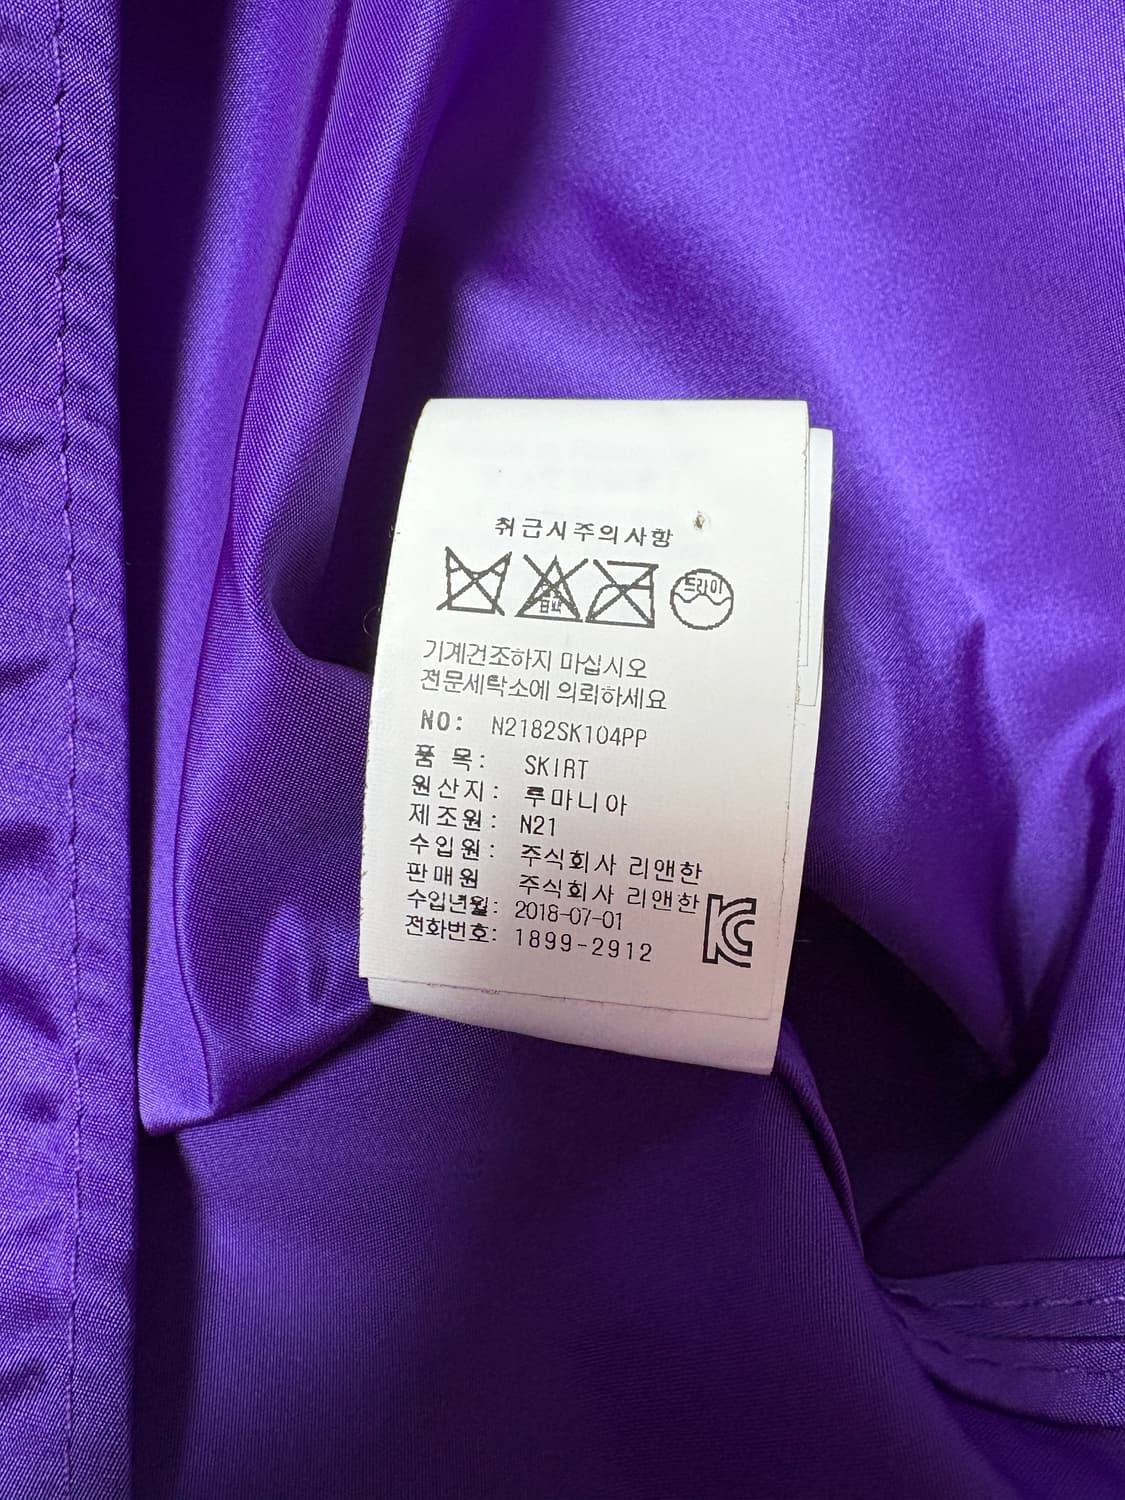 취급시주의사항
표백 드라이
기계건조하지 마십시오
전문세탁소에 의뢰하세요
NO: N2182SK104PP
품 목: SKIRT
원산지: 루마니아
제조원: N21
수입원: 주식회사 리앤한
판매원 주식회사 리앤한
수입년월: 2018-07-01
전화번호: 1899-2912
KC